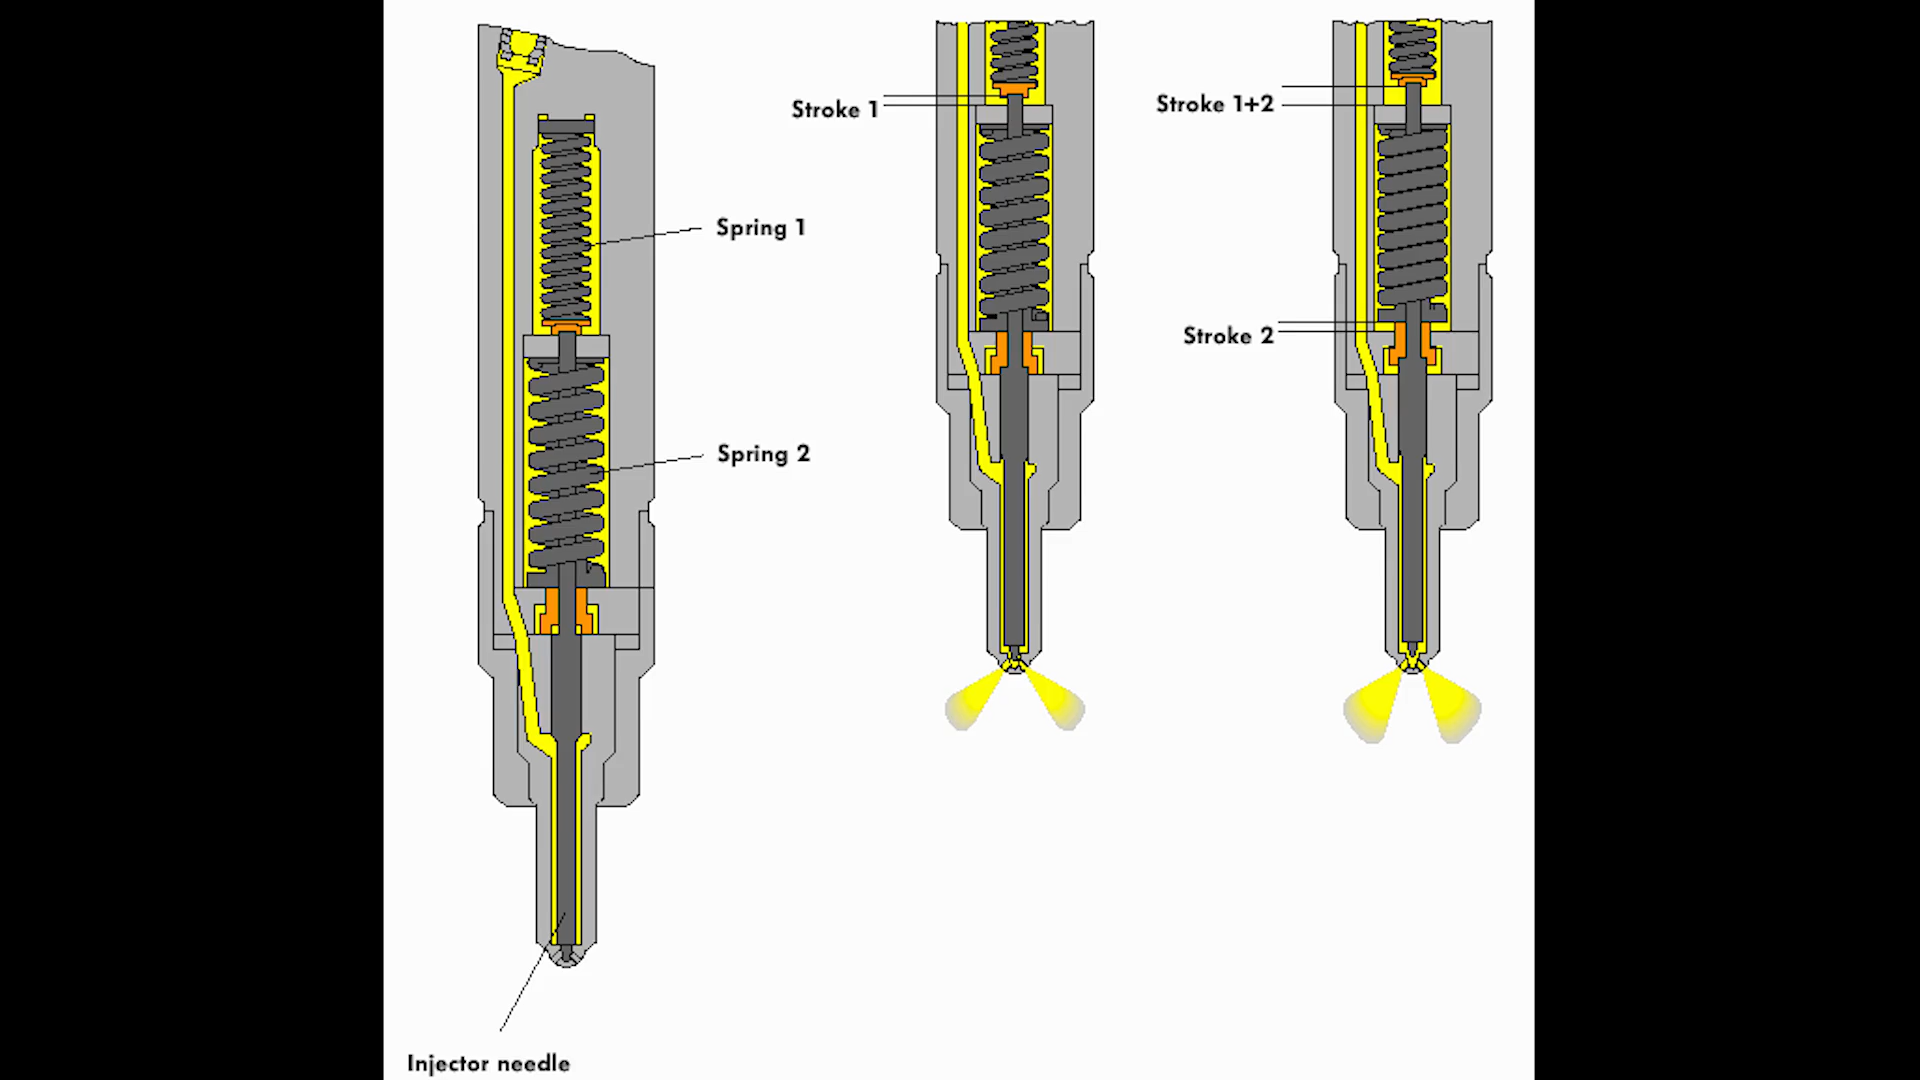 Stroke 1
Stroke 1+2
Spring 1
Stroke 2
Spring 2
Injector needle